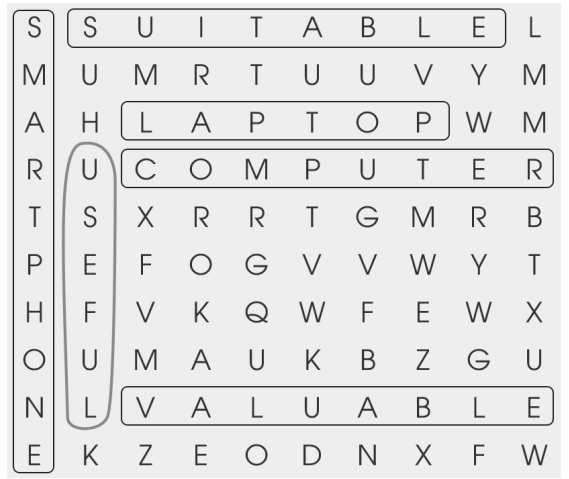 S S U I T A B L E L
M U M R T U U V Y M
A H L A P T O P W M
R U C O M P U T E R
T S X R R T G M R B
P E F O G V V W Y T
H F V K Q W F E W X
O U M A U K B Z G U
N L V A L U A B L E
E K Z E O D N X F W